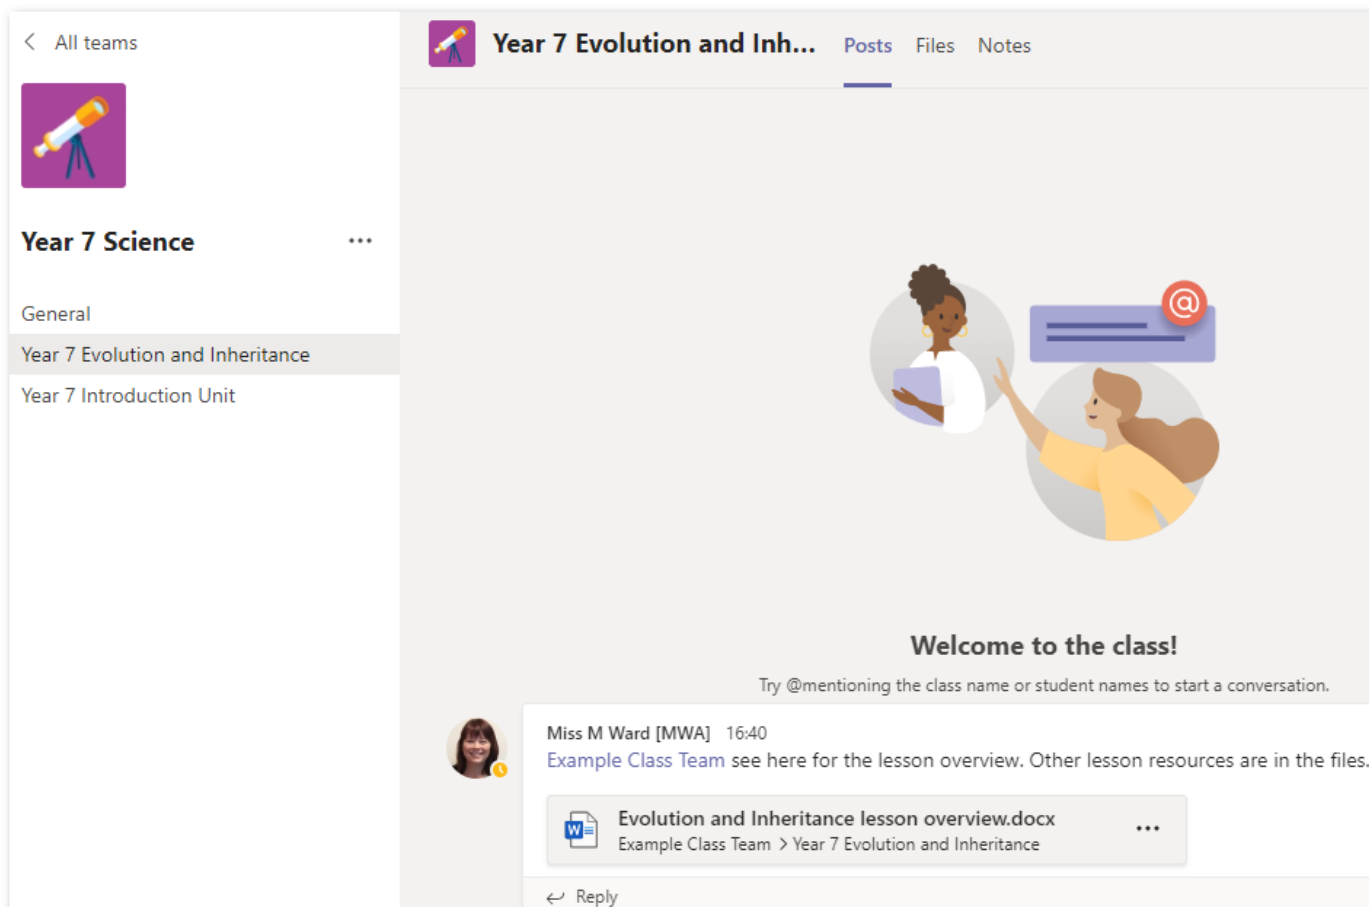 All teams
Year 7 Science
General
Year 7 Evolution and Inheritance
Year 7 Introduction Unit
Year 7 Evolution and Inh... Posts Files Notes
@
Welcome to the class!
Try @mentioning the class name or student names to start a conversation.
Miss M Ward [MWA] 16:40
Example Class Team see here for the lesson overview. Other lesson resources are in the files.
W
Evolution and Inheritance lesson overview.docx
Example Class Team > Year 7 Evolution and Inheritance
Reply